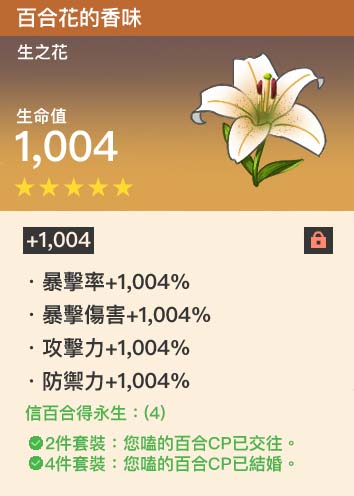 百合花的香味
生之花
生命值
1,004
+1,004
·暴擊率+1,004%
·暴擊傷害+1,004%
·攻擊力+1,004%
·防禦力+1,004%
信百合得永生：(4)
2件套裝：您嗑的百合CP已交往。
4件套裝：您嗑的百合CP已結婚。